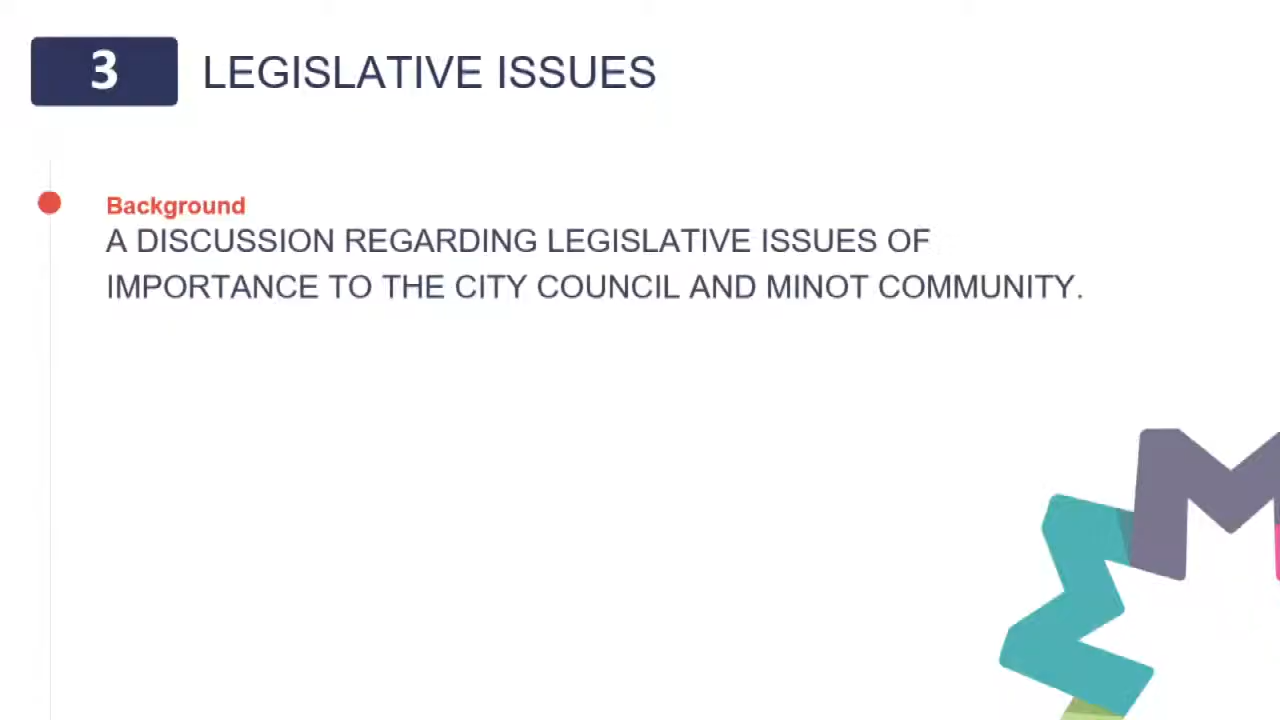 3 LEGISLATIVE ISSUES
Background
A DISCUSSION REGARDING LEGISLATIVE ISSUES OF
IMPORTANCE TO THE CITY COUNCIL AND MINOT COMMUNITY.